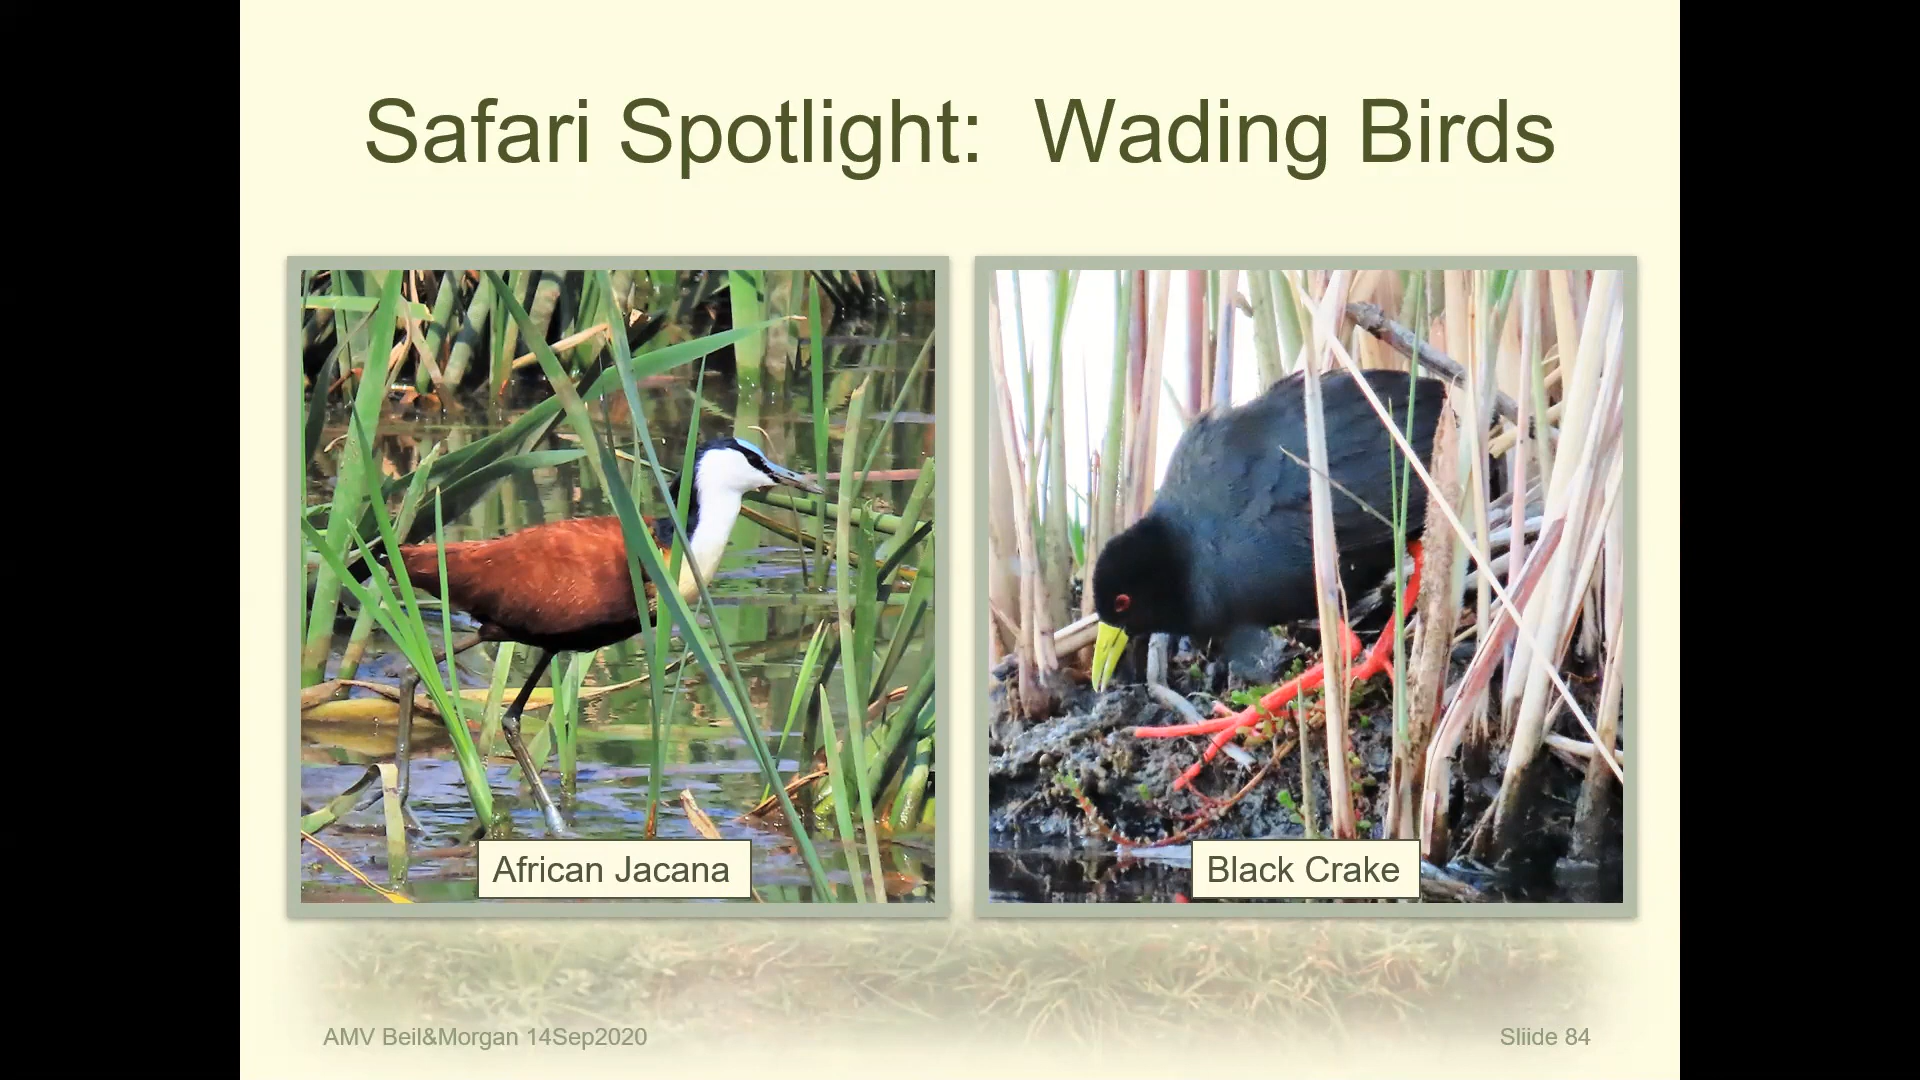 Safari Spotlight:  Wading Birds
African Jacana
Black Crake
AMV Beil&Morgan 14Sep2020
Sliide 84